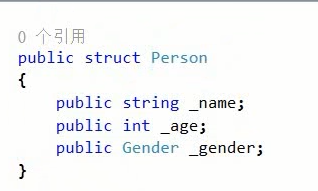 0 个引用
public struct Person
{
    public string _name;
    public int _age;
    public Gender _gender;
}